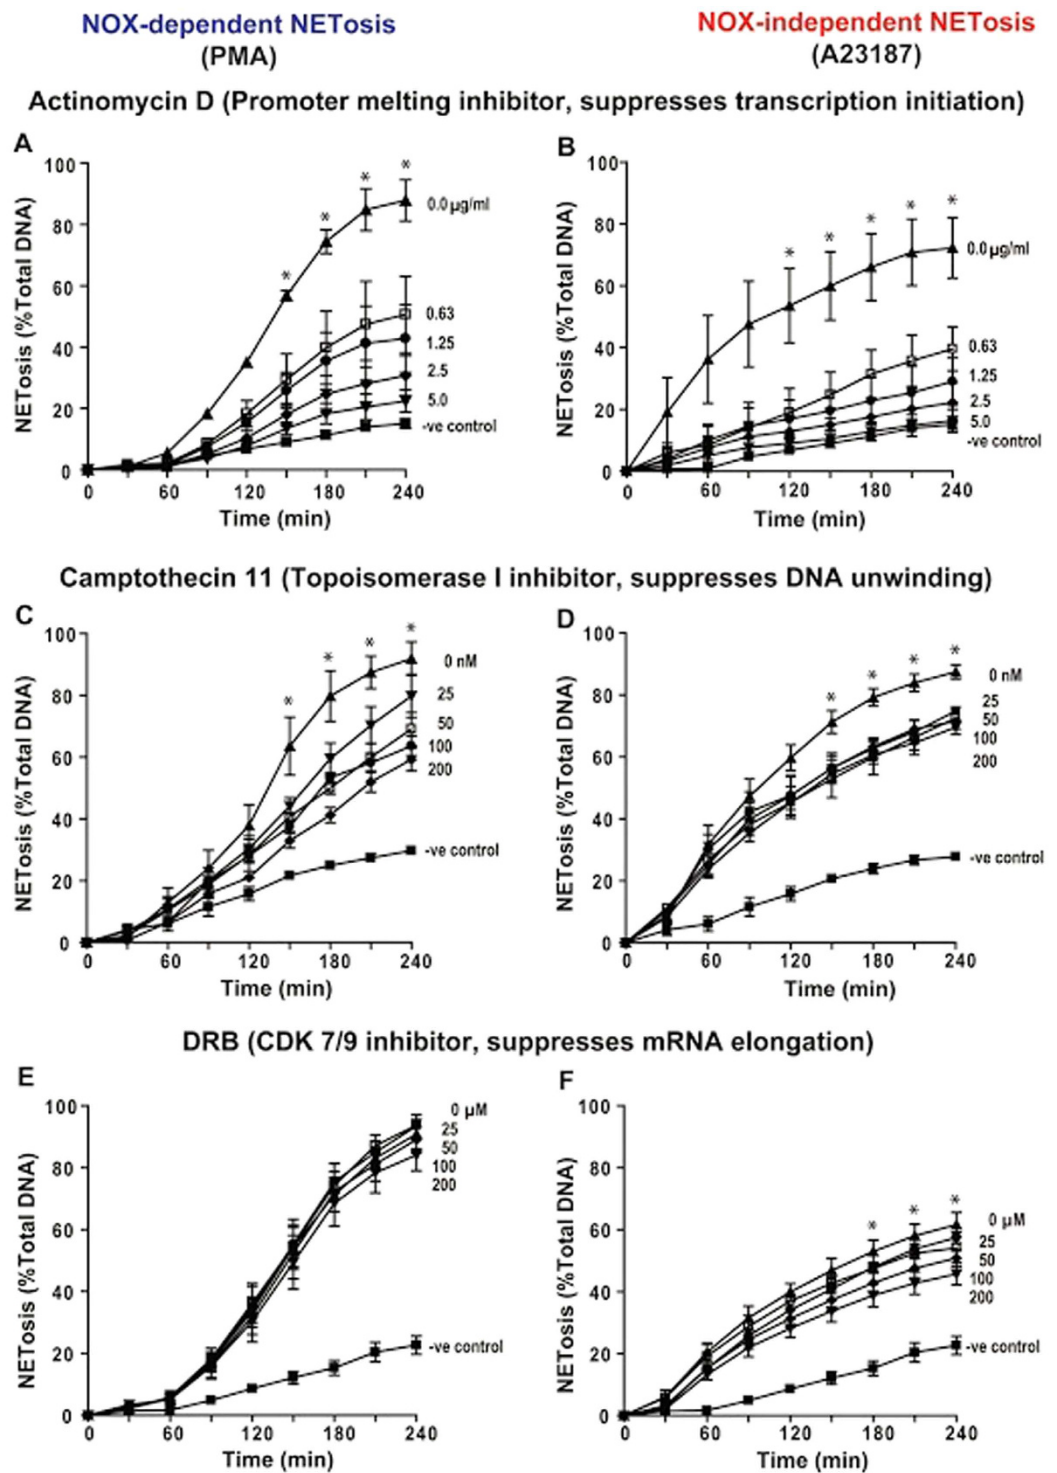 NOX-dependent NETosis
(PMA)
NOX-independent NETosis
(A23187)
Actinomycin D (Promoter melting inhibitor, suppresses transcription initiation)
A
NETosis (%Total DNA)
100
80
60
40
20
0
0 60 120 180 240
Time (min)
* * * *
0.0 µg/ml
0.63
1.25
2.5
5.0
-ve control
B
NETosis (%Total DNA)
100
80
60
40
20
0
0 60 120 180 240
Time (min)
* * * * *
0.0 µg/ml
0.63
1.25
2.5
5.0
-ve control
Camptothecin 11 (Topoisomerase I inhibitor, suppresses DNA unwinding)
C
NETosis (%Total DNA)
100
80
60
40
20
0
0 60 120 180 240
Time (min)
* * * *
0 nM
25
50
100
200
-ve control
D
NETosis (%Total DNA)
100
80
60
40
20
0
0 60 120 180 240
Time (min)
* * * *
0 nM
25
50
100
200
-ve control
DRB (CDK 7/9 inhibitor, suppresses mRNA elongation)
E
NETosis (%Total DNA)
100
80
60
40
20
0
0 60 120 180 240
Time (min)
0 µM
25
50
100
200
-ve control
F
NETosis (%Total DNA)
100
80
60
40
20
0
0 60 120 180 240
Time (min)
* * *
0 µM
25
50
100
200
-ve control